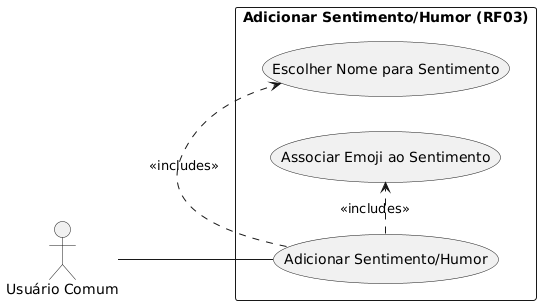 Adicionar Sentimento/Humor (RF03)
Escolher Nome para Sentimento
«includes»
Associar Emoji ao Sentimento
«includes»
Adicionar Sentimento/Humor
Usuário Comum